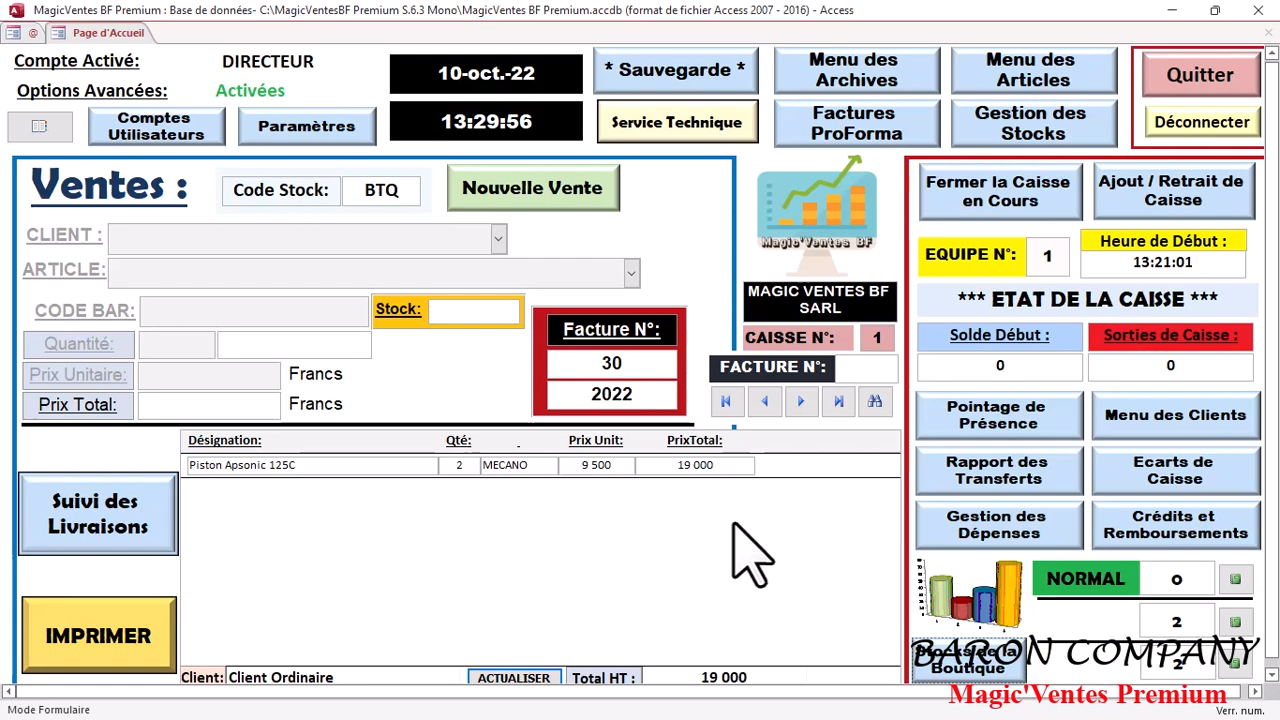 MagicVentes BF Premium : Base de données- C:\MagicVentesBF Premium S.6.3 Mono\MagicVentes BF Premium.accdb (format de fichier Access 2007 - 2016) - Access
@
Page d'Accueil
Compte Activé:
DIRECTEUR
Options Avancées:
Activées
Comptes
Utilisateurs
Paramètres
10-oct.-22
13:29:56
* Sauvegarde *
Service Technique
Menu des
Archives
Factures
ProForma
Menu des
Articles
Gestion des
Stocks
Quitter
Déconnecter
Ventes :
Code Stock:
BTQ
Nouvelle Vente
CLIENT :
ARTICLE:
CODE BAR:
Stock:
Quantité:
Prix Unitaire:
Francs
Prix Total:
Francs
Facture N°:
30
2022
Magic'Ventes BF
MAGIC VENTES BF
SARL
CAISSE N°:
1
FACTURE N°:
Désignation:
Qté:
Prix Unit:
PrixTotal:
Piston Apsonic 125C
2
MECANO
9 500
19 000
Suivi des
Livraisons
IMPRIMER
Client:
Client Ordinaire
ACTUALISER
Total HT :
19 000
Fermer la Caisse
en Cours
Ajout / Retrait de
Caisse
EQUIPE N°:
1
Heure de Début :
13:21:01
*** ETAT DE LA CAISSE ***
Solde Début :
Sorties de Caisse :
0
0
Pointage de
Présence
Menu des Clients
Rapport des
Transferts
Ecarts de
Caisse
Gestion des
Dépenses
Crédits et
Remboursements
NORMAL
0
2
2
Stocks de la
Boutique
BARON COMPANY
Magic'Ventes Premium
Mode Formulaire
Verr. num.